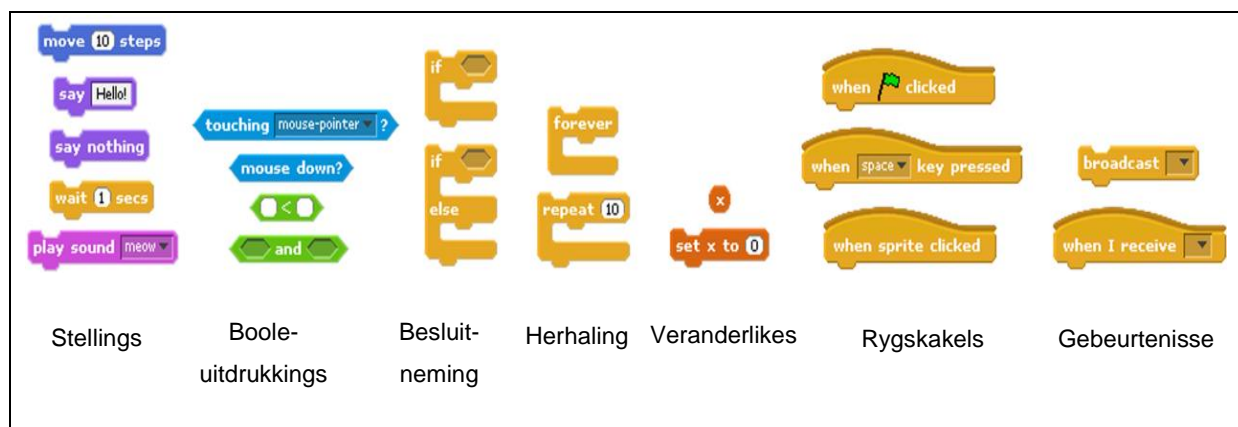 move 10 steps
say Hello!
say nothing
wait 1 secs
play sound meow
touching mouse-pointer ?
mouse down?
<
and
if
if
else
forever
repeat 10
x
set x to 0
when clicked
when space key pressed
when sprite clicked
broadcast
when I receive
Stellings
Boole-
uitdrukkings
Besluit-
neming
Herhaling
Veranderlikes
Rygskakels
Gebeurtenisse